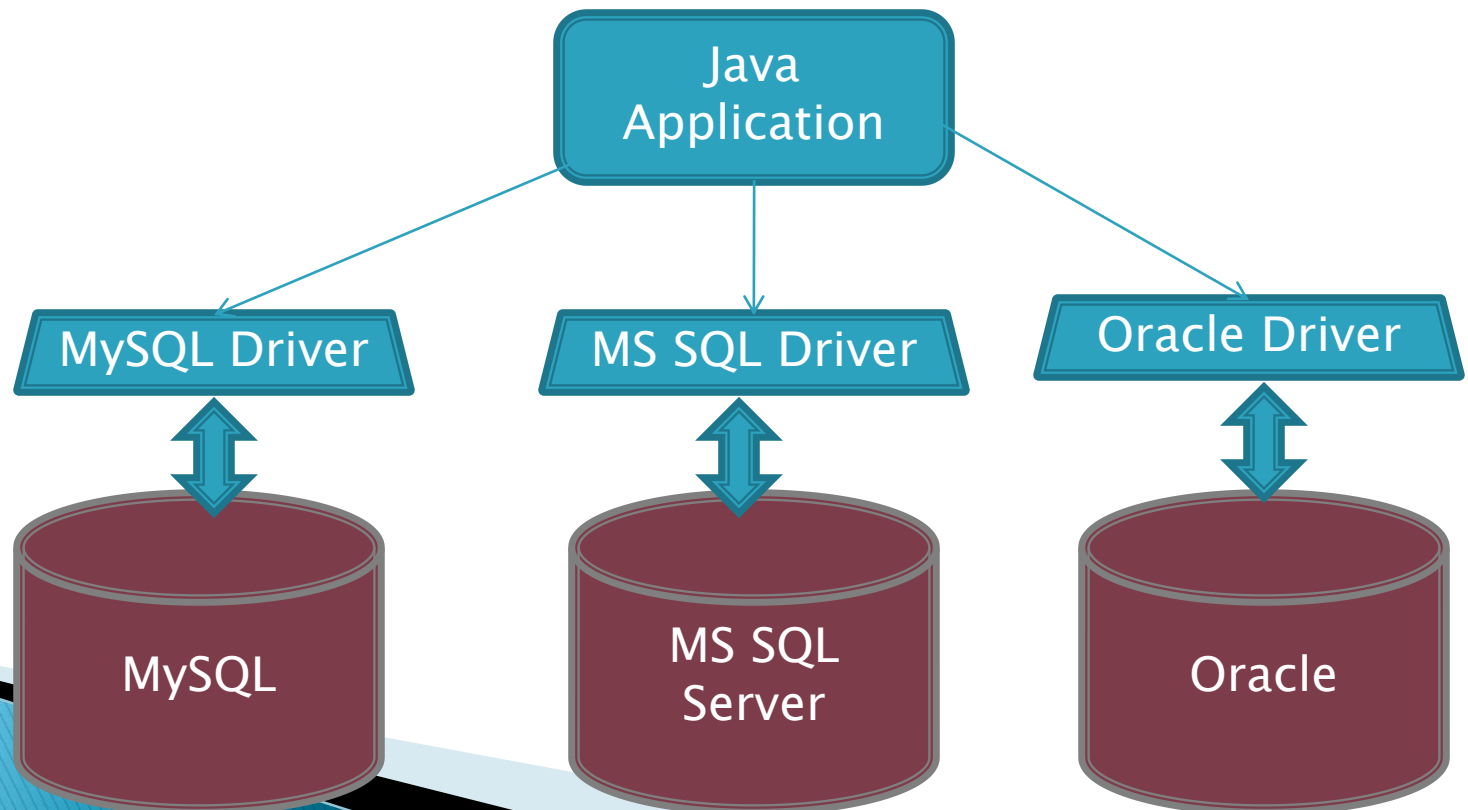 Java
Application
MySQL Driver
MS SQL Driver
Oracle Driver
MySQL
MS SQL
Server
Oracle